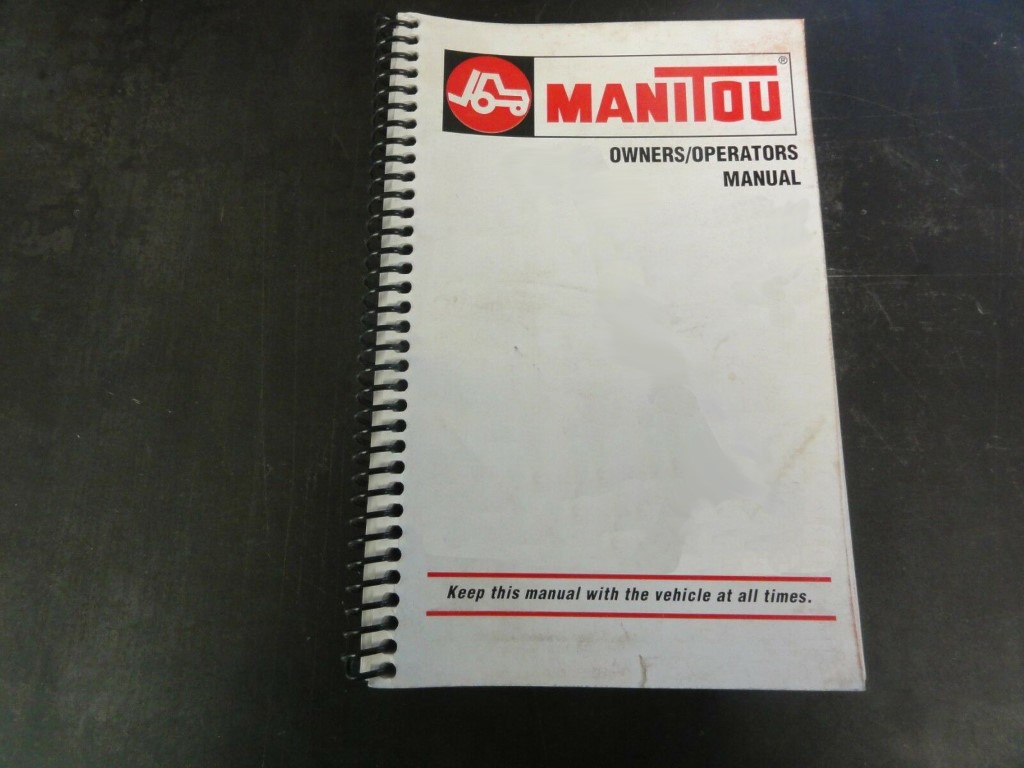 MANITOU®
OWNERS/OPERATORS
MANUAL
Keep this manual with the vehicle at all times.